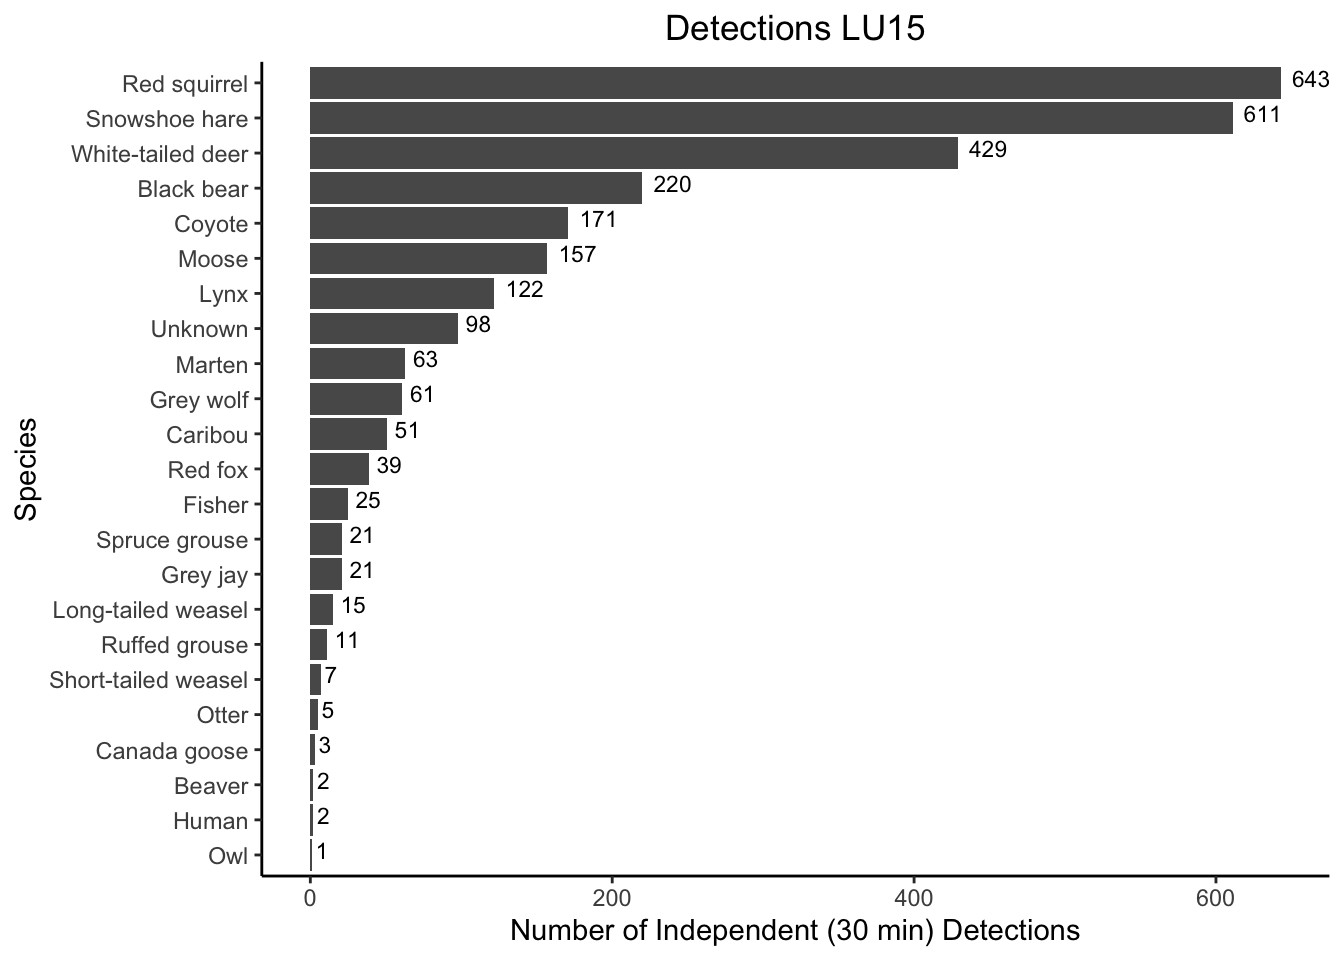 Detections LU15
Red squirrel 643
Snowshoe hare 611
White-tailed deer 429
Black bear 220
Coyote 171
Moose 157
Lynx 122
Unknown 98
Marten 63
Grey wolf 61
Caribou 51
Red fox 39
Fisher 25
Spruce grouse 21
Grey jay 21
Long-tailed weasel 15
Ruffed grouse 11
Short-tailed weasel 7
Otter 5
Canada goose 3
Beaver 2
Human 2
Owl 1
Species
0 200 400 600
Number of Independent (30 min) Detections